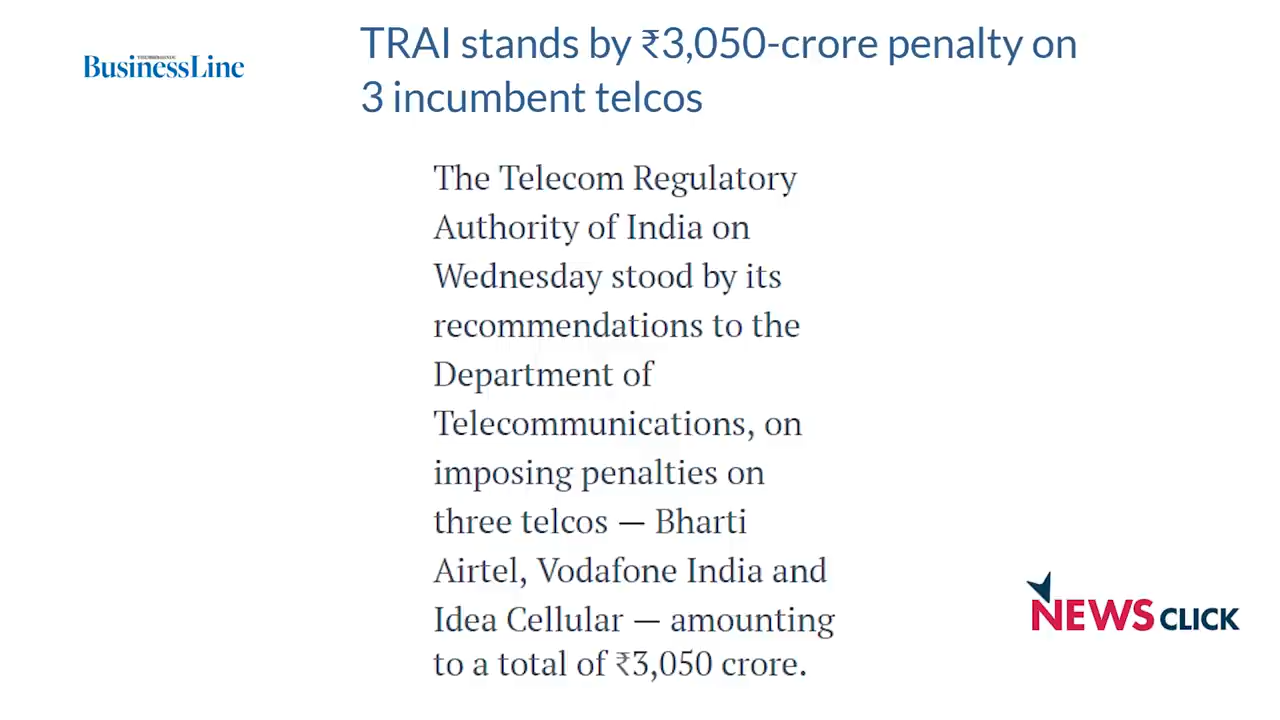 BusinessLine
TRAI stands by ₹3,050-crore penalty on
3 incumbent telcos
The Telecom Regulatory
Authority of India on
Wednesday stood by its
recommendations to the
Department of
Telecommunications, on
imposing penalties on
three telcos — Bharti
Airtel, Vodafone India and
Idea Cellular — amounting
to a total of ₹3,050 crore.
NEWS CLICK